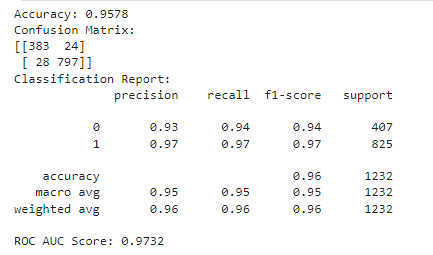 Accuracy: 0.9578
Confusion Matrix:
[[383  24]
 [ 28 797]]
Classification Report:
              precision    recall  f1-score   support

           0       0.93      0.94      0.94       407
           1       0.97      0.97      0.97       825

    accuracy                           0.96      1232
   macro avg       0.95      0.95      0.95      1232
weighted avg       0.96      0.96      0.96      1232

ROC AUC Score: 0.9732